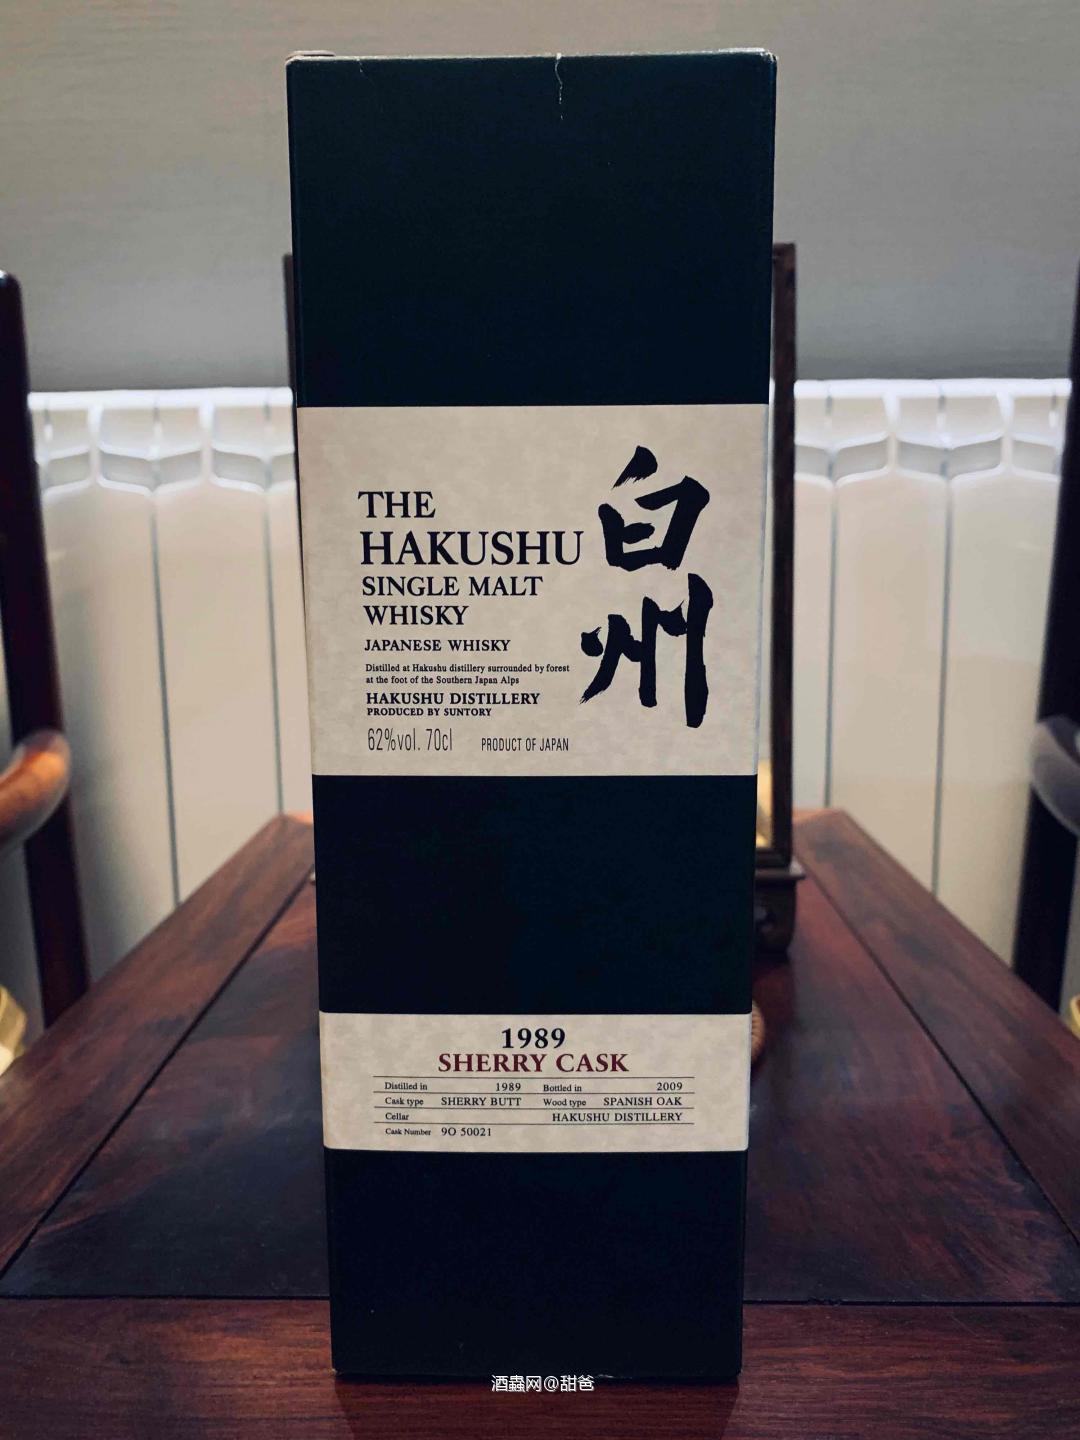 THE
HAKUSHU
SINGLE MALT
WHISKY
白州
JAPANESE WHISKY
Distilled at Hakushu distillery surrounded by forest
at the foot of the Southern Japan Alps
HAKUSHU DISTILLERY
PRODUCED BY SUNTORY
62%vol. 70cl PRODUCT OF JAPAN
1989
SHERRY CASK
Distilled in 1989 Bottled in 2009
Cask type SHERRY BUTT Wood type SPANISH OAK
Cellar HAKUSHU DISTILLERY
Cask Number 9O 50021
酒蟲网@甜爸